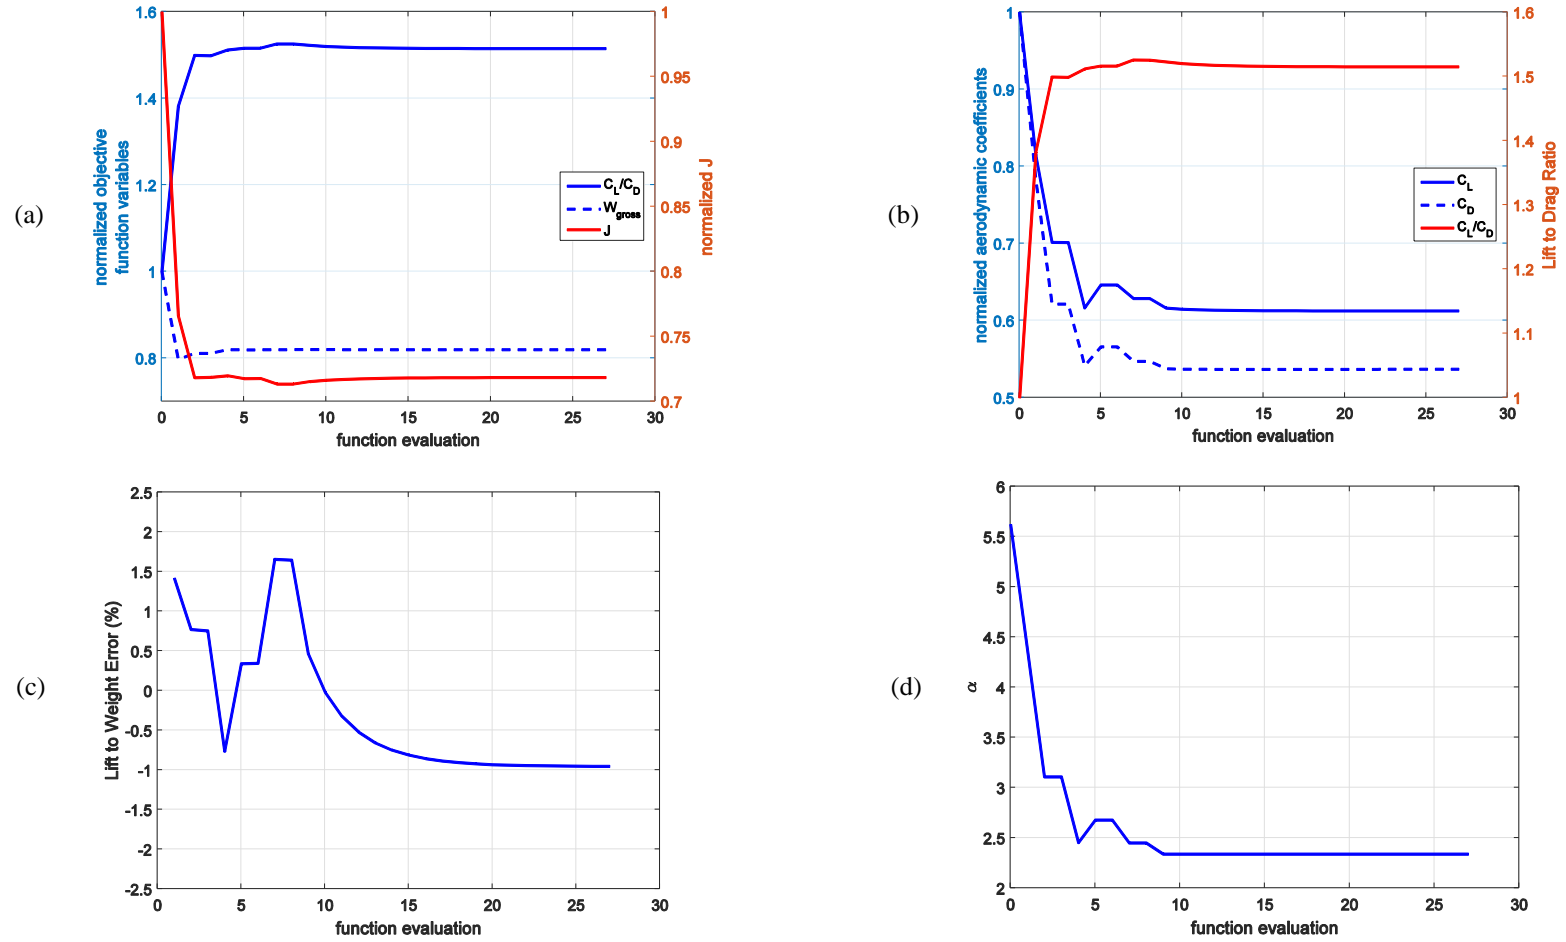 (a)
1.6
1.4
1.2
1
0.8
normalized objective
function variables
1
0.95
0.9
0.85
0.8
0.75
0.7
normalized J
C_L/C_D
W_gross
J
0 5 10 15 20 25 30
function evaluation
(b)
1
0.9
0.8
0.7
0.6
0.5
normalized aerodynamic coefficients
1.6
1.5
1.4
1.3
1.2
1.1
1
Lift to Drag Ratio
C_L
C_D
C_L/C_D
0 5 10 15 20 25 30
function evaluation
(c)
2.5
2
1.5
1
0.5
0
-0.5
-1
-1.5
-2
-2.5
Lift to Weight Error (%)
0 5 10 15 20 25 30
function evaluation
(d)
6
5.5
5
4.5
4
3.5
3
2.5
2
α
0 5 10 15 20 25 30
function evaluation